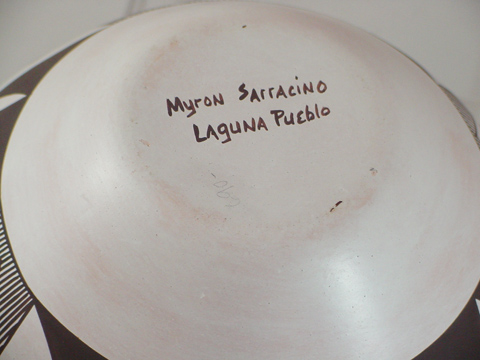 Myron Sarracino
Laguna Pueblo